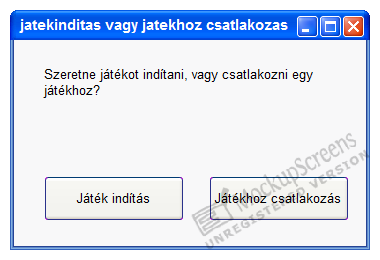 jatekinditas vagy jatekhoz csatlakozas
Szeretne játékot indítani, vagy csatlakozni egy
játékhoz?
Játék indítás
Játékhoz csatlakozás
MockupScreens
UNREGISTERED VERSION